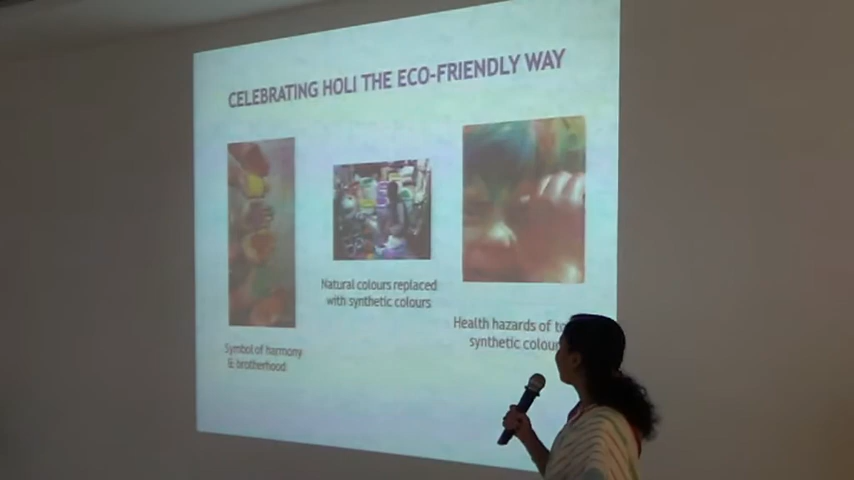 CELEBRATING HOLI THE ECO-FRIENDLY WAY
Symbol of harmony
& brotherhood
Natural colours replaced
with synthetic colours
Health hazards of
synthetic